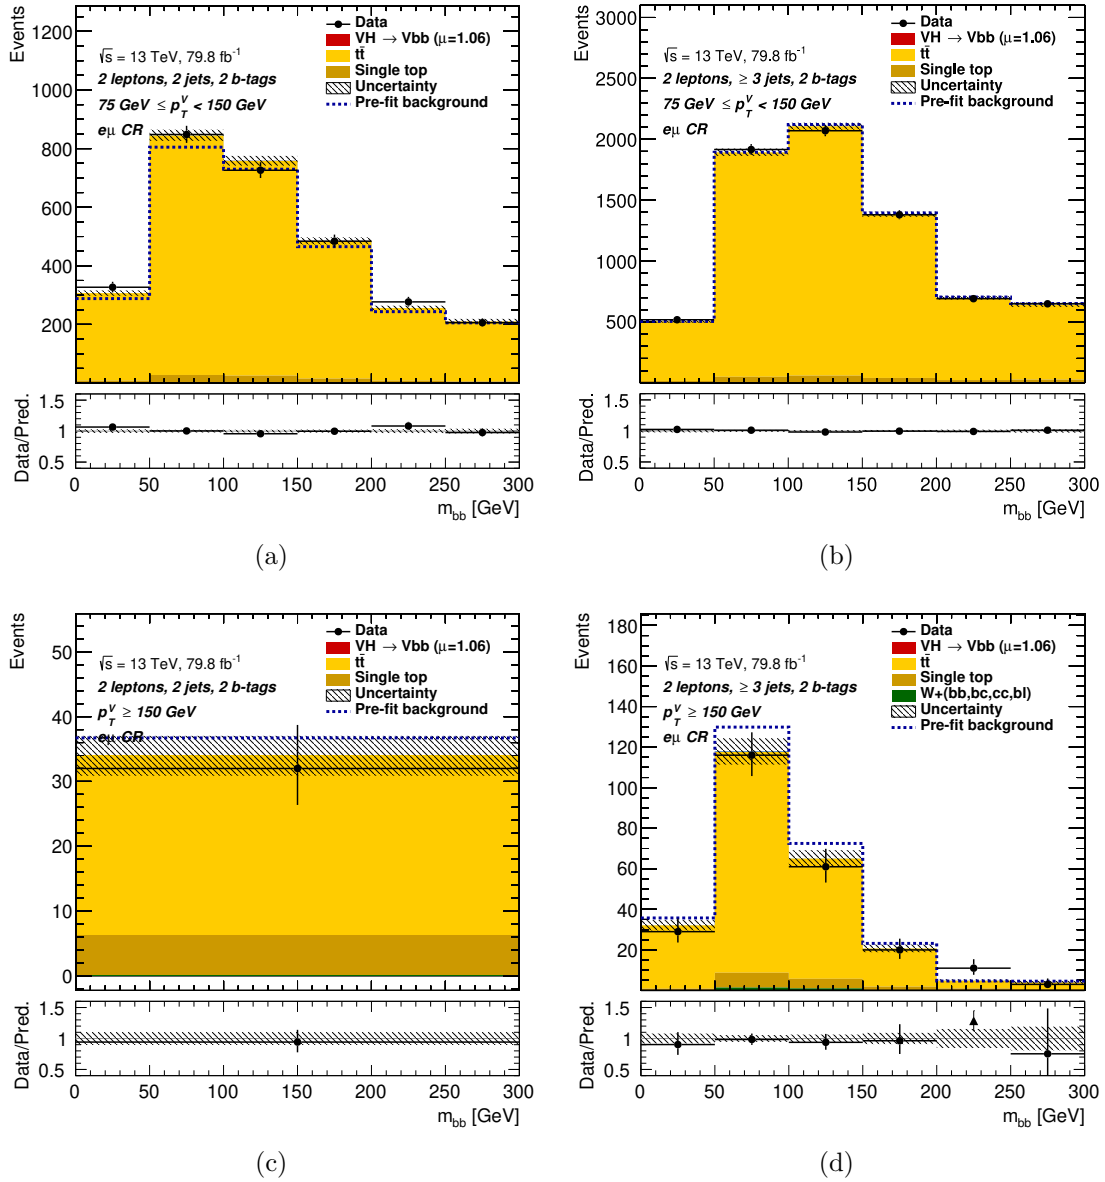 Events
1200
1000
800
600
400
200
Data
VH → Vbb (μ=1.06)
tt̄
Single top
Uncertainty
Pre-fit background
√s = 13 TeV, 79.8 fb⁻¹
2 leptons, 2 jets, 2 b-tags
75 GeV ≤ p_T^V < 150 GeV
eμ CR
Data/Pred.
1.5
1
0.5
0 50 100 150 200 250 300
m_bb [GeV]
(a)
Events
3000
2500
2000
1500
1000
500
Data
VH → Vbb (μ=1.06)
tt̄
Single top
Uncertainty
Pre-fit background
√s = 13 TeV, 79.8 fb⁻¹
2 leptons, ≥ 3 jets, 2 b-tags
75 GeV ≤ p_T^V < 150 GeV
eμ CR
Data/Pred.
1.5
1
0.5
0 50 100 150 200 250 300
m_bb [GeV]
(b)
Events
50
40
30
20
10
0
Data
VH → Vbb (μ=1.06)
tt̄
Single top
Uncertainty
Pre-fit background
√s = 13 TeV, 79.8 fb⁻¹
2 leptons, 2 jets, 2 b-tags
p_T^V ≥ 150 GeV
eμ CR
Data/Pred.
1.5
1
0.5
0 50 100 150 200 250 300
m_bb [GeV]
(c)
Events
180
160
140
120
100
80
60
40
20
Data
VH → Vbb (μ=1.06)
tt̄
Single top
W+(bb,bc,cc,bl)
Uncertainty
Pre-fit background
√s = 13 TeV, 79.8 fb⁻¹
2 leptons, ≥ 3 jets, 2 b-tags
p_T^V ≥ 150 GeV
eμ CR
Data/Pred.
1.5
1
0.5
0 50 100 150 200 250 300
m_bb [GeV]
(d)